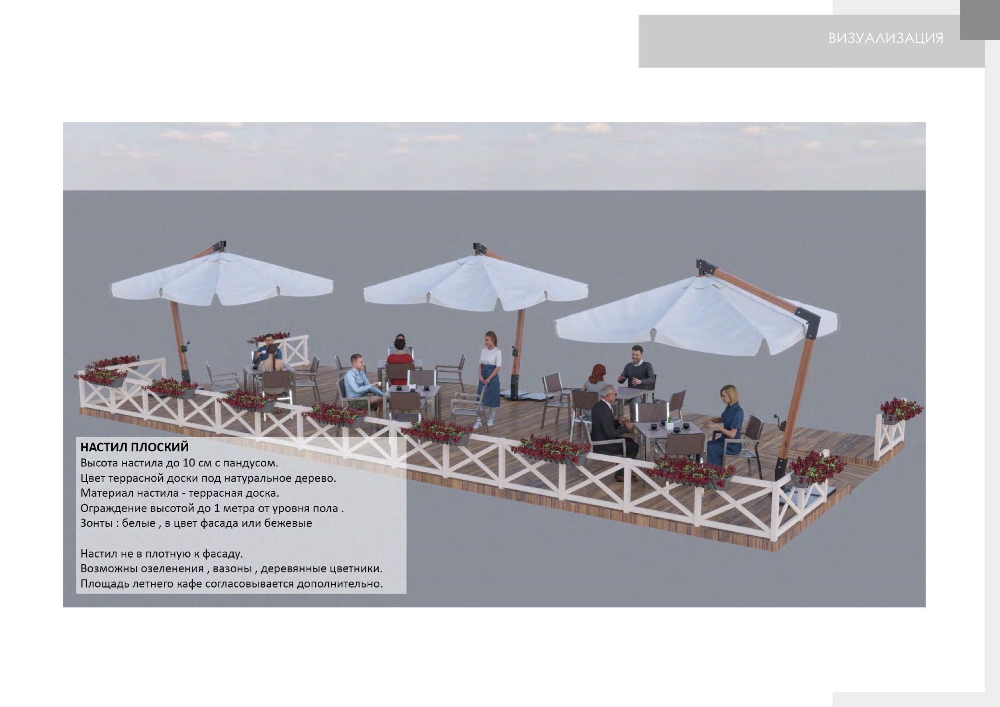 ВИЗУАЛИЗАЦИЯ
НАСТИЛ ПЛОСКИЙ
Высота настила до 10 см с пандусом.
Цвет террасной доски под натуральное дерево.
Материал настила - террасная доска.
Ограждение высотой до 1 метра от уровня пола .
Зонты : белые , в цвет фасада или бежевые
Настил не в плотную к фасаду.
Возможны озеленения , вазоны , деревянные цветники.
Площадь летнего кафе согласовывается дополнительно.